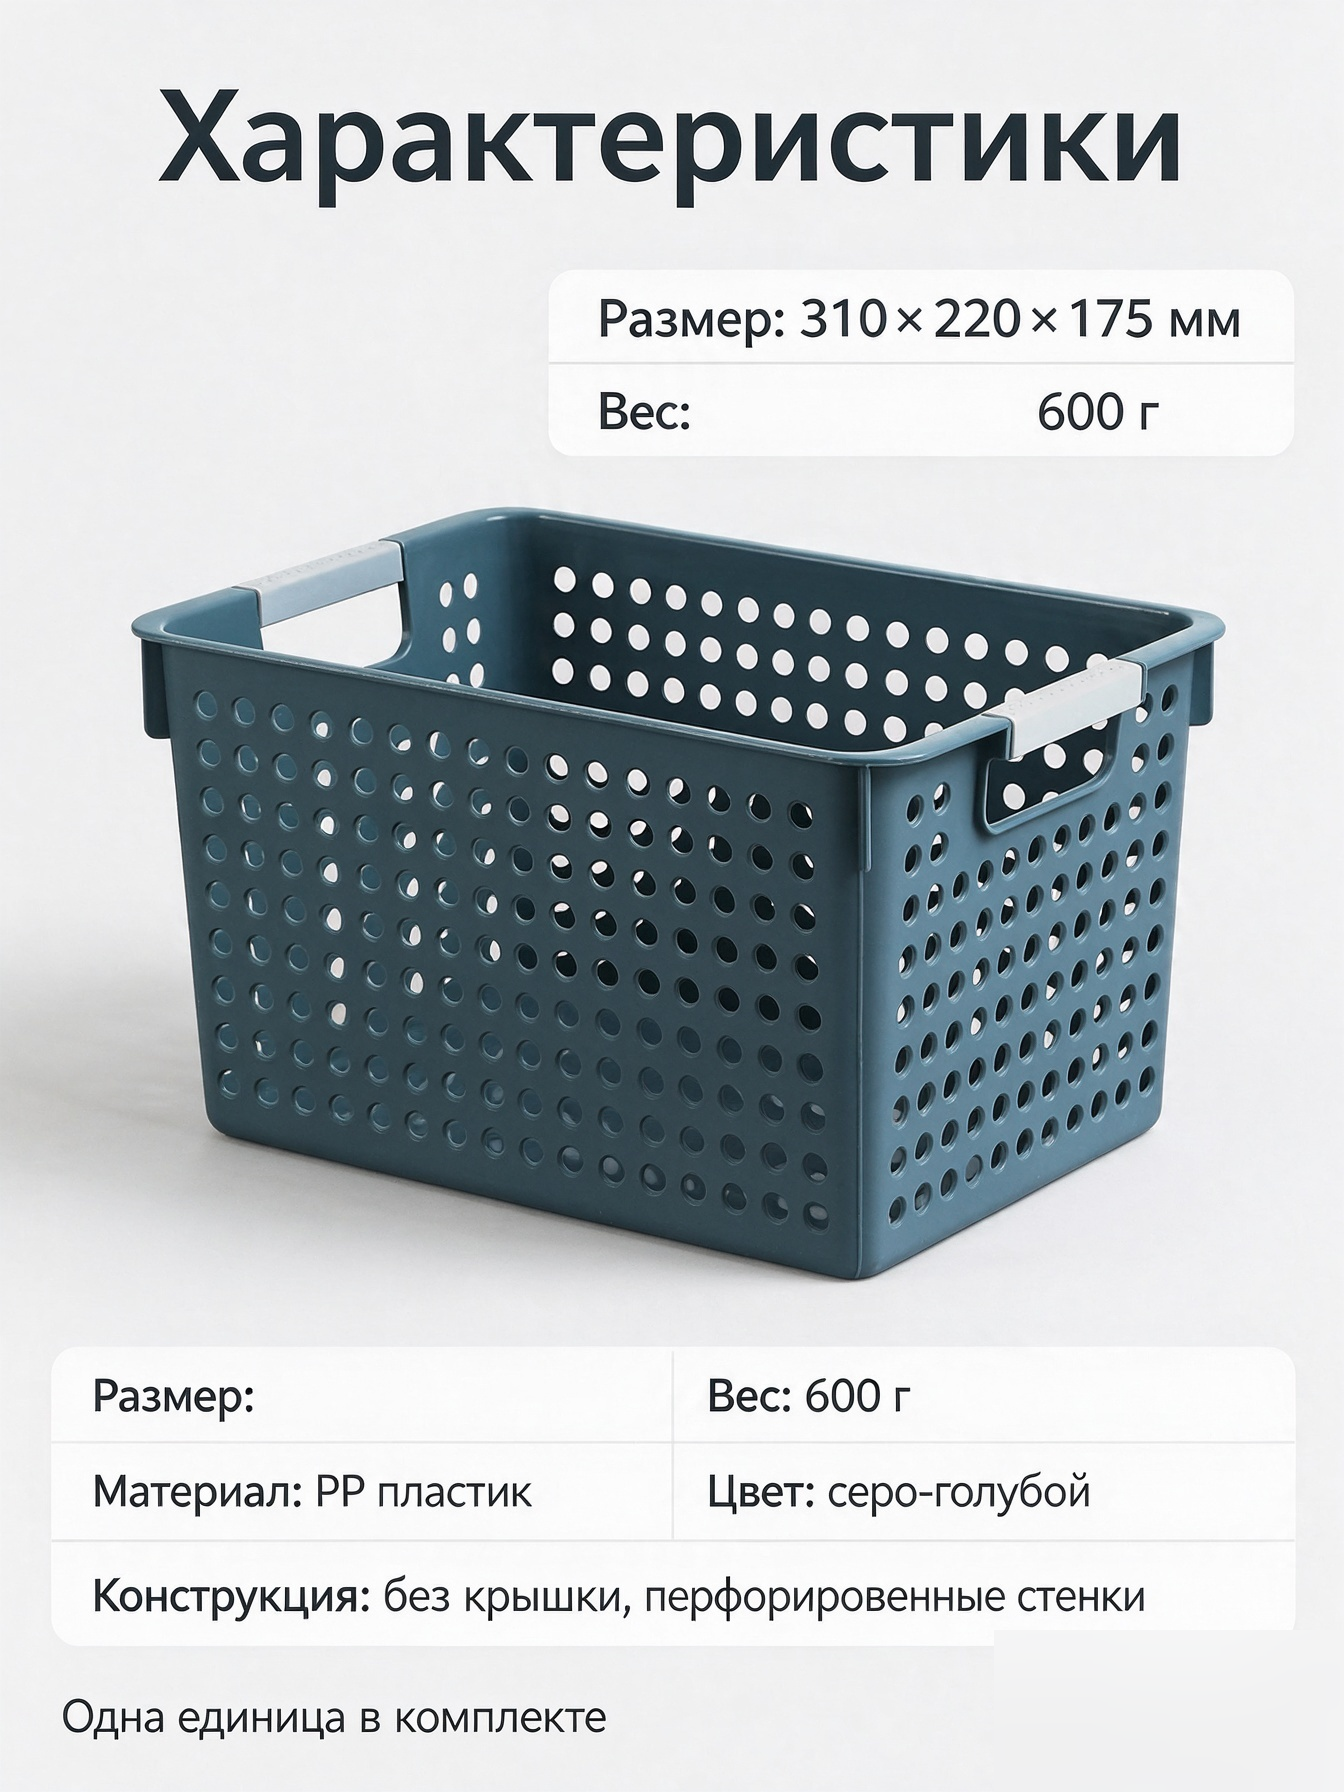 Характеристики
Размер: 310 × 220 × 175 мм
Вес: 600 г
Размер:
Вес: 600 г
Материал: PP пластик
Цвет: серо-голубой
Конструкция: без крышки, перфорировенные стенки
Одна единица в комплекте